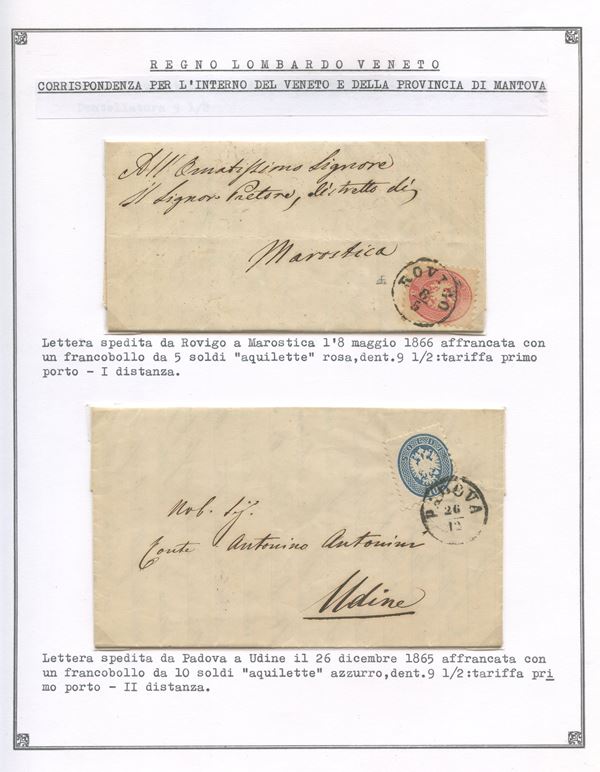 REGNO LOMBARDO VENETO
CORRISPONDENZA PER L'INTERNO DEL VENETO E DELLA PROVINCIA DI MANTOVA
All'Ornatissimo Signore
il Signor Pretore, distretto di
Marostica
ROVIGO
Lettera spedita da Rovigo a Marostica l'8 maggio 1866 affrancata con
un francobollo da 5 soldi "aquilette" rosa,dent.9 1/2:tariffa primo
porto - I distanza.
PADOVA
26
12
Nob. Sig.
Conte Antonino Antonini
Udine
Lettera spedita da Padova a Udine il 26 dicembre 1865 affrancata con
un francobollo da 10 soldi "aquilette" azzurro,dent.9 1/2:tariffa pri
mo porto - II distanza.